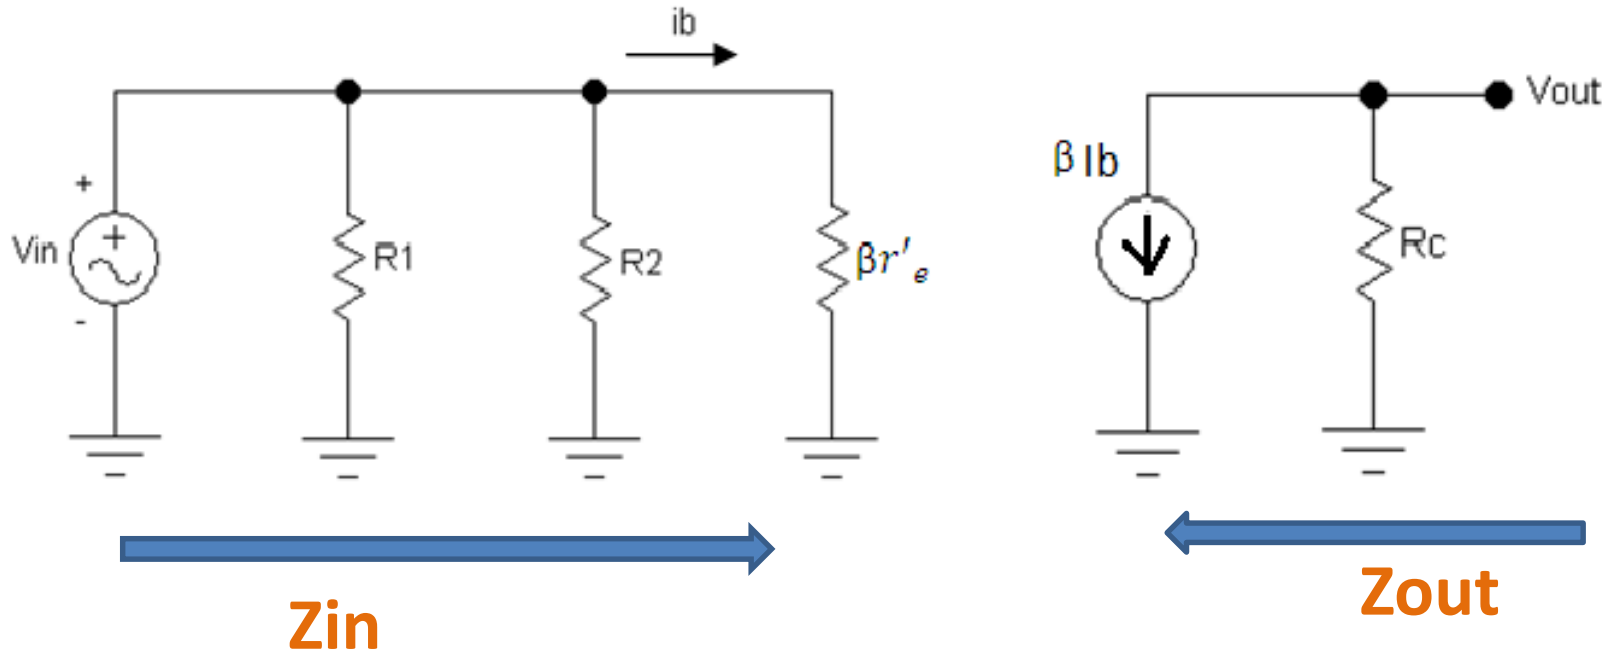 ib
Vout
βIb
+
Vin
+
R1
R2
βr'e
Rc
-
Zin
Zout